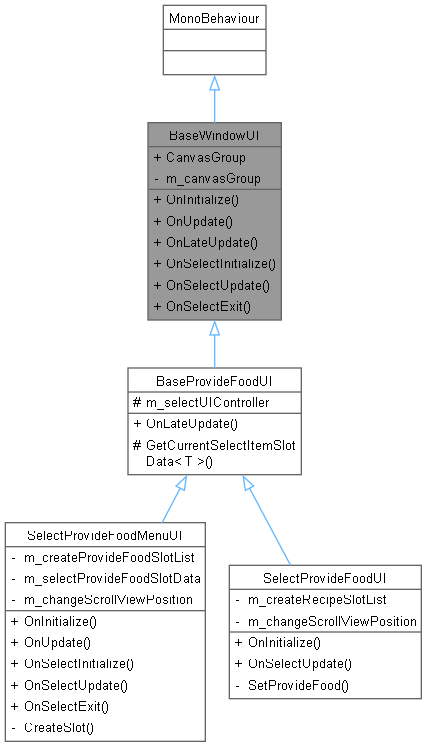 MonoBehaviour
BaseWindowUI
+ CanvasGroup
- m_canvasGroup
+ OnInitialize()
+ OnUpdate()
+ OnLateUpdate()
+ OnSelectInitialize()
+ OnSelectUpdate()
+ OnSelectExit()
BaseProvideFoodUI
# m_selectUIController
+ OnLateUpdate()
# GetCurrentSelectItemSlot
Data< T >()
SelectProvideFoodMenuUI
- m_createProvideFoodSlotList
- m_selectProvideFoodSlotData
- m_changeScrollViewPosition
+ OnInitialize()
+ OnUpdate()
+ OnSelectInitialize()
+ OnSelectUpdate()
+ OnSelectExit()
- CreateSlot()
SelectProvideFoodUI
- m_createRecipeSlotList
- m_changeScrollViewPosition
+ OnInitialize()
+ OnSelectUpdate()
- SetProvideFood()